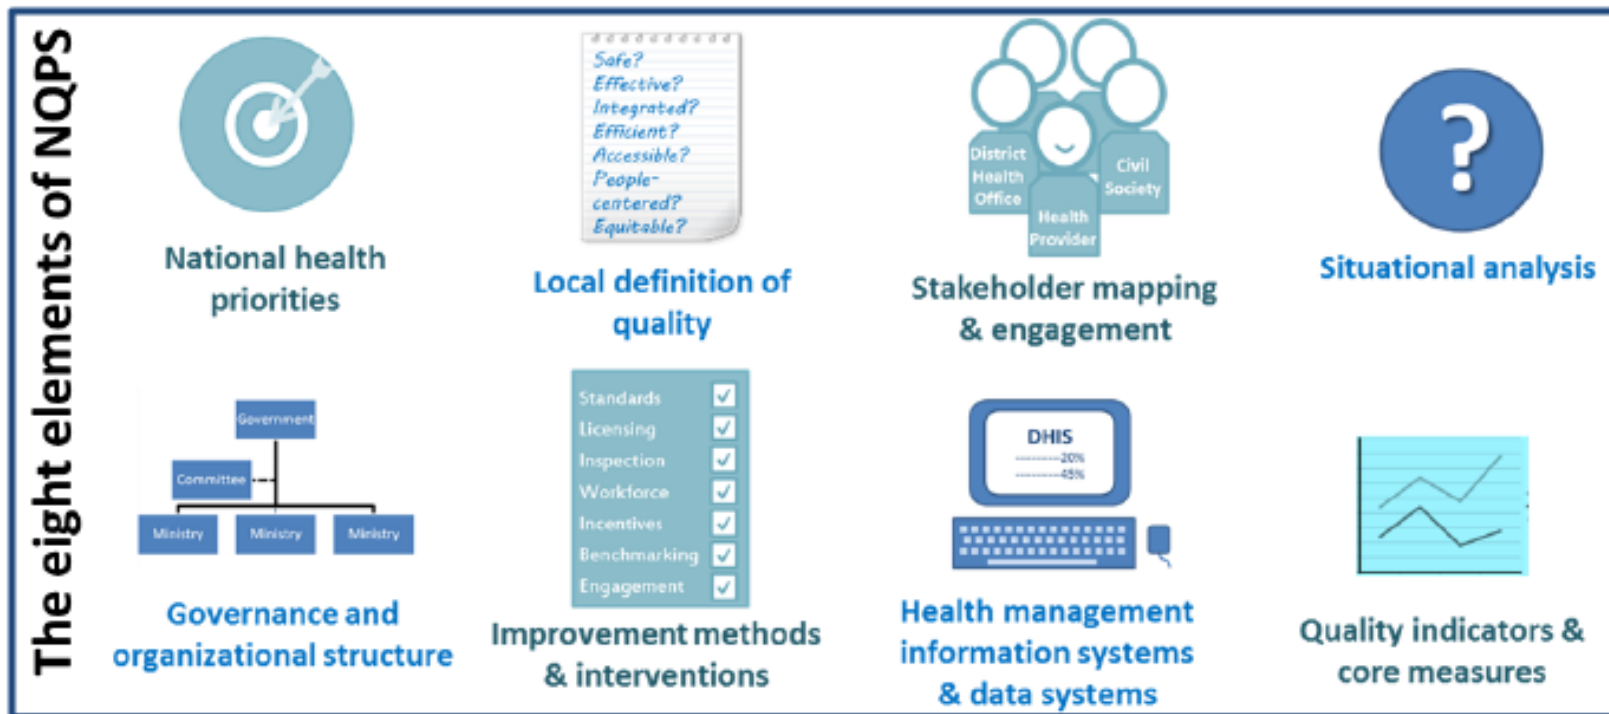 The eight elements of NQPS
National health
priorities
Safe?
Effective?
Integrated?
Efficient?
Accessible?
People-
centered?
Equitable?
Local definition of
quality
District
Health
Office
Civil
Society
Health
Provider
Stakeholder mapping
& engagement
?
Situational analysis
Government
Committee
Ministry
Ministry
Ministry
Governance and
organizational structure
Standards
Licensing
Inspection
Workforce
Incentives
Benchmarking
Engagement
Improvement methods
& interventions
DHIS
------------20%
------------45%
Health management
information systems
& data systems
Quality indicators &
core measures